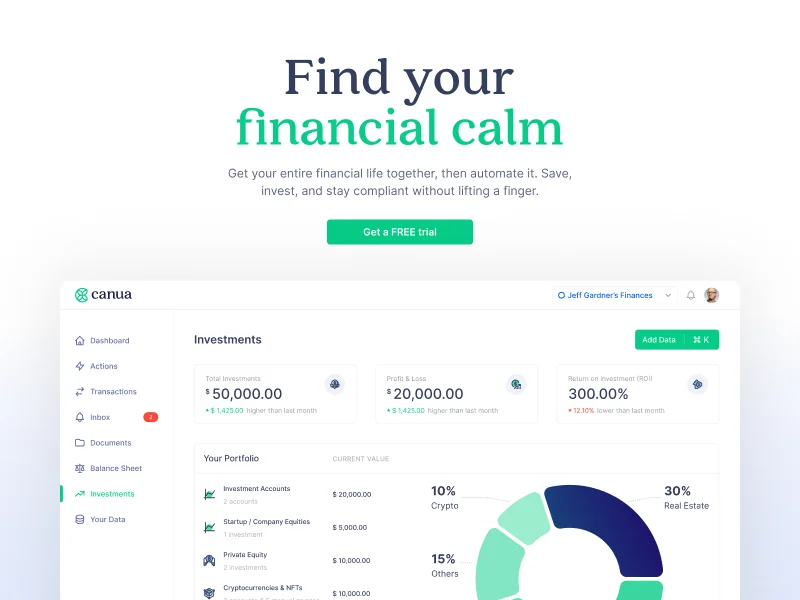 Find your
financial calm
Get your entire financial life together, then automate it. Save,
invest, and stay compliant without lifting a finger.
Get a FREE trial
canua
Jeff Gardner's Finances
Dashboard
Actions
Transactions
Inbox 2
Documents
Balance Sheet
Investments
Your Data
Investments
Add Data ⌘ K
Total Investments
$ 50,000.00
$ 1,425.00 higher than last month
Profit & Loss
$ 20,000.00
$ 1,425.00 higher than last month
Return on Investment (ROI)
300.00%
12.10% lower than last month
Your Portfolio CURRENT VALUE
Investment Accounts
2 accounts
$ 20,000.00
Startup / Company Equities
1 investment
$ 5,000.00
Private Equity
2 investments
$ 10,000.00
Cryptocurrencies & NFTs
$ 10,000.00
10%
Crypto
30%
Real Estate
15%
Others